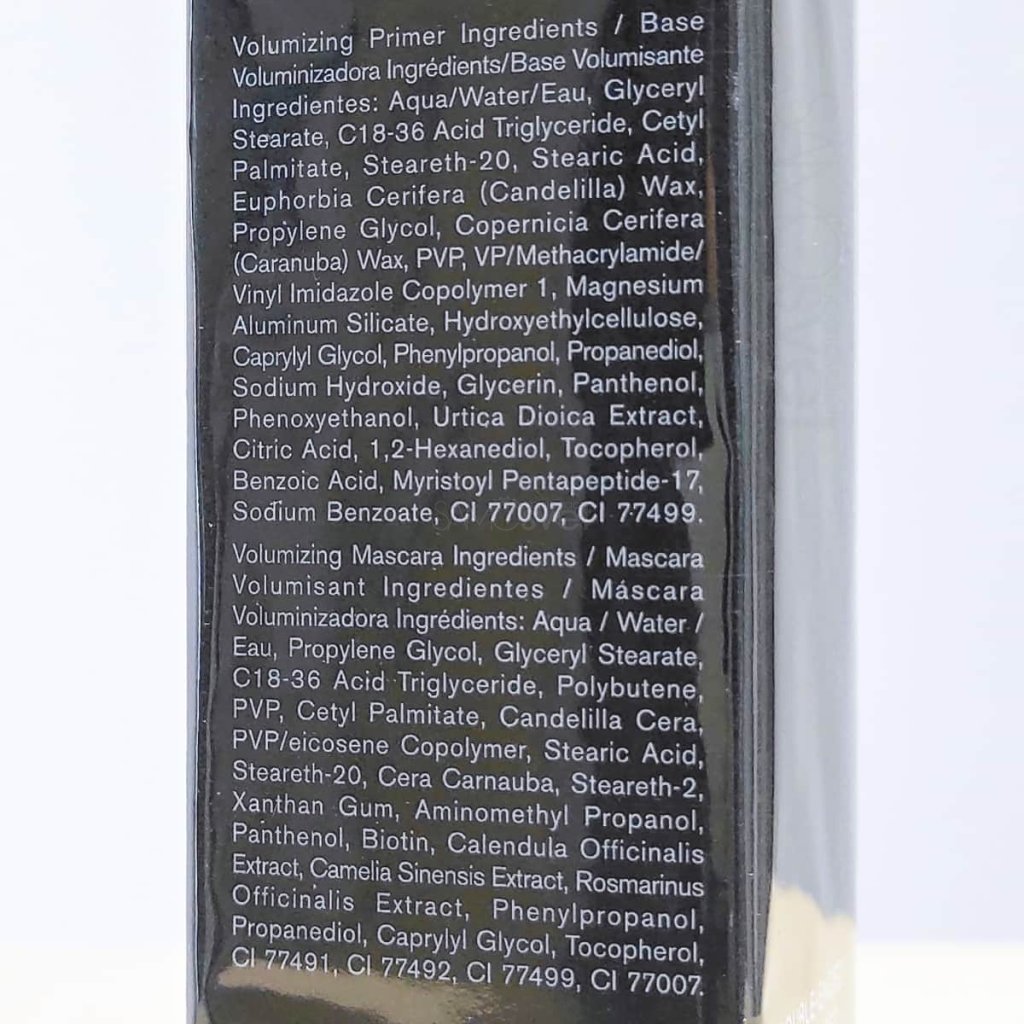 Volumizing Primer Ingredients / Base
Voluminizadora Ingrédients/Base Volumisante
Ingredientes: Aqua/Water/Eau, Glyceryl
Stearate, C18-36 Acid Triglyceride, Cetyl
Palmitate, Steareth-20, Stearic Acid,
Euphorbia Cerifera (Candelilla) Wax,
Propylene Glycol, Copernicia Cerifera
(Caranuba) Wax, PVP, VP/Methacrylamide/
Vinyl Imidazole Copolymer 1, Magnesium
Aluminum Silicate, Hydroxyethylcellulose,
Caprylyl Glycol, Phenylpropanol, Propanediol,
Sodium Hydroxide, Glycerin, Panthenol,
Phenoxyethanol, Urtica Dioica Extract,
Citric Acid, 1,2-Hexanediol, Tocopherol,
Benzoic Acid, Myristoyl Pentapeptide-17,
Sodium Benzoate, CI 77007, CI 77499.
Volumizing Mascara Ingredients / Mascara
Volumisant Ingredientes / Máscara
Voluminizadora Ingrédients: Aqua / Water /
Eau, Propylene Glycol, Glyceryl Stearate,
C18-36 Acid Triglyceride, Polybutene,
PVP, Cetyl Palmitate, Candelilla Cera,
PVP/eicosene Copolymer, Stearic Acid,
Steareth-20, Cera Carnauba, Steareth-2,
Xanthan Gum, Aminomethyl Propanol,
Panthenol, Biotin, Calendula Officinalis
Extract, Camelia Sinensis Extract, Rosmarinus
Officinalis Extract, Phenylpropanol,
Propanediol, Caprylyl Glycol, Tocopherol,
CI 77491, CI 77492, CI 77499, CI 77007.